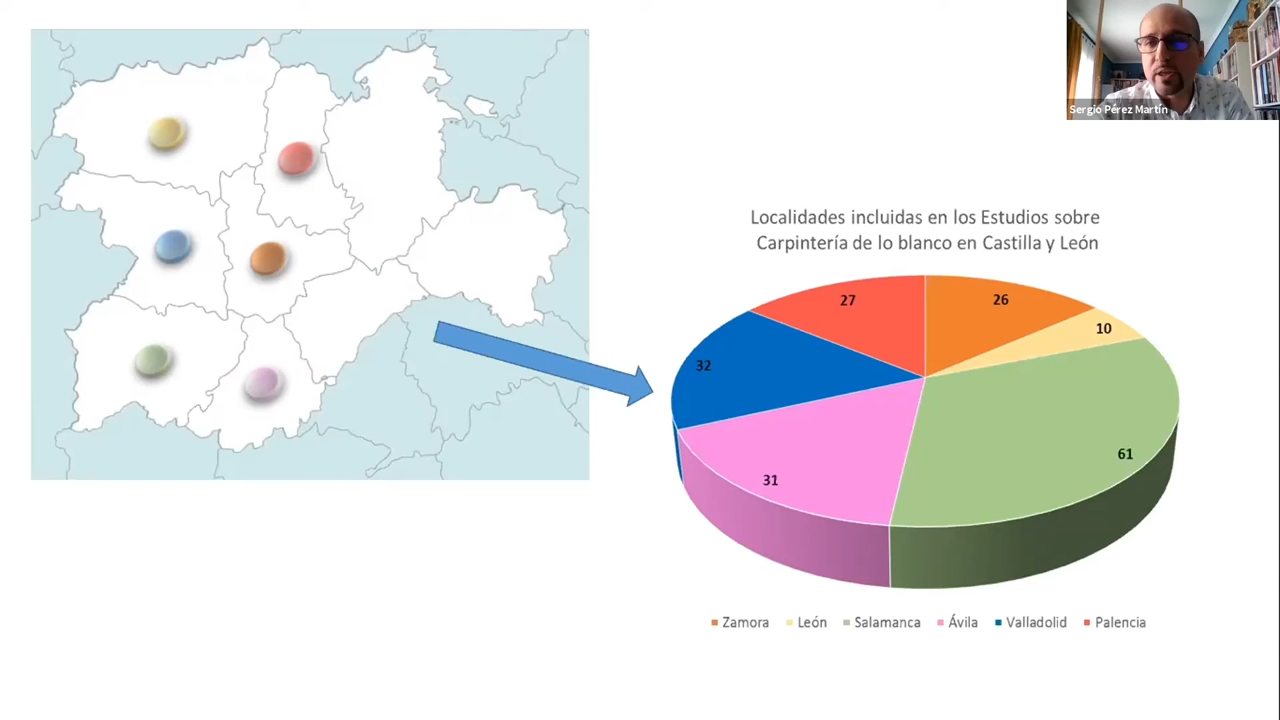 Sergio Pérez Martín
Localidades incluidas en los Estudios sobre
Carpintería de lo blanco en Castilla y León
27
26
10
32
61
31
Zamora León Salamanca Ávila Valladolid Palencia